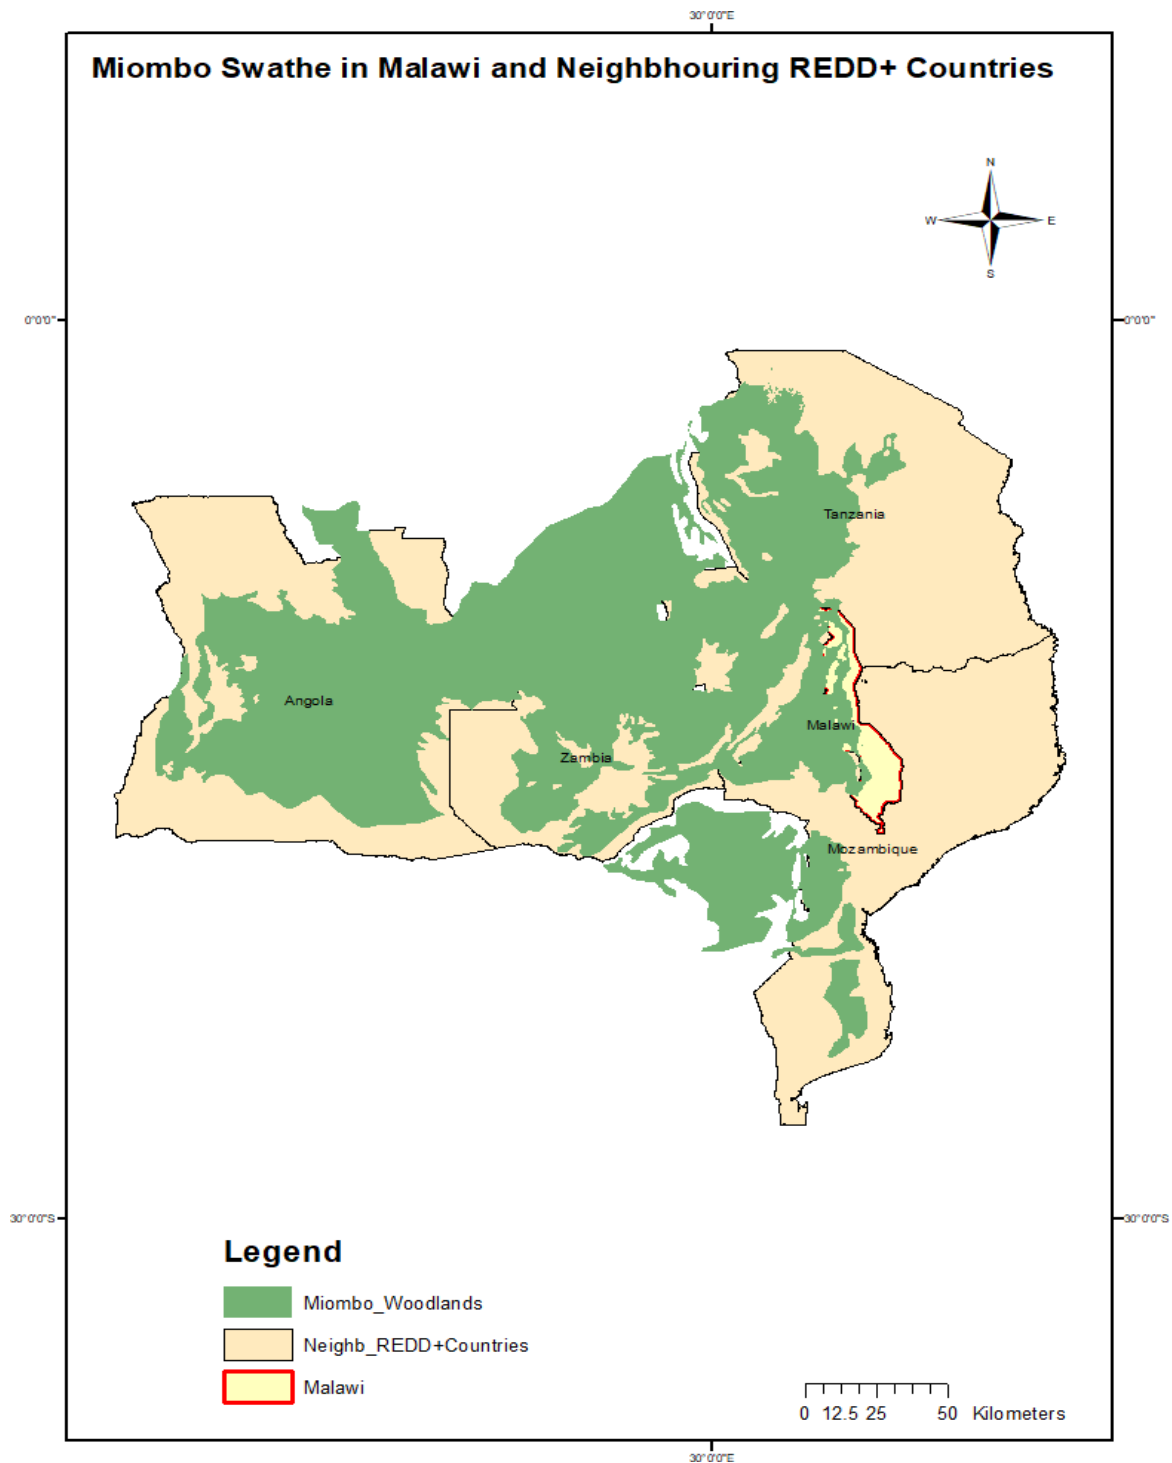 30°0'0"E
Miombo Swathe in Malawi and Neighbhouring REDD+ Countries
N
W
E
S
0°0'0"
0°0'0"
Tanzania
Angola
Malawi
Zambia
Mozambique
30°0'0"S
30°0'0"S
Legend
Miombo_Woodlands
Neighb_REDD+Countries
Malawi
0 12.5 25 50 Kilometers
30°0'0"E